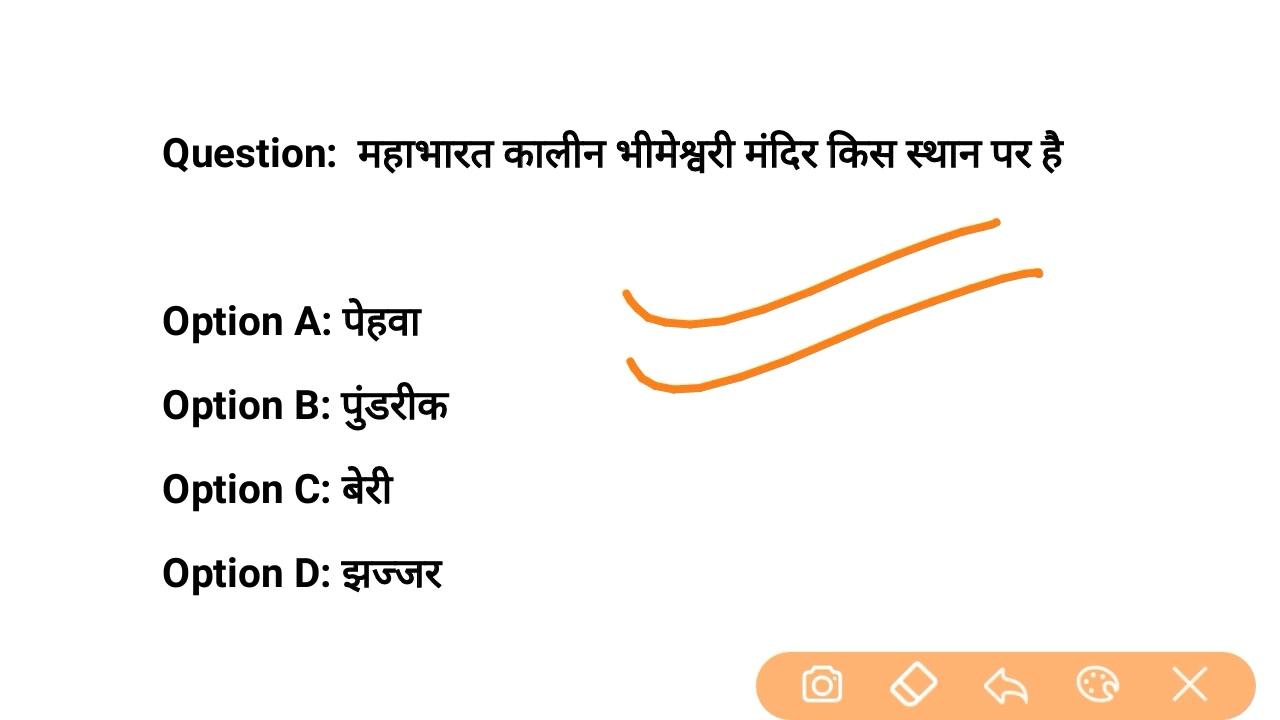 Question: महाभारत कालीन भीमेश्वरी मंदिर किस स्थान पर है
Option A: पेहवा
Option B: पुंडरीक
Option C: बेरी
Option D: झज्जर